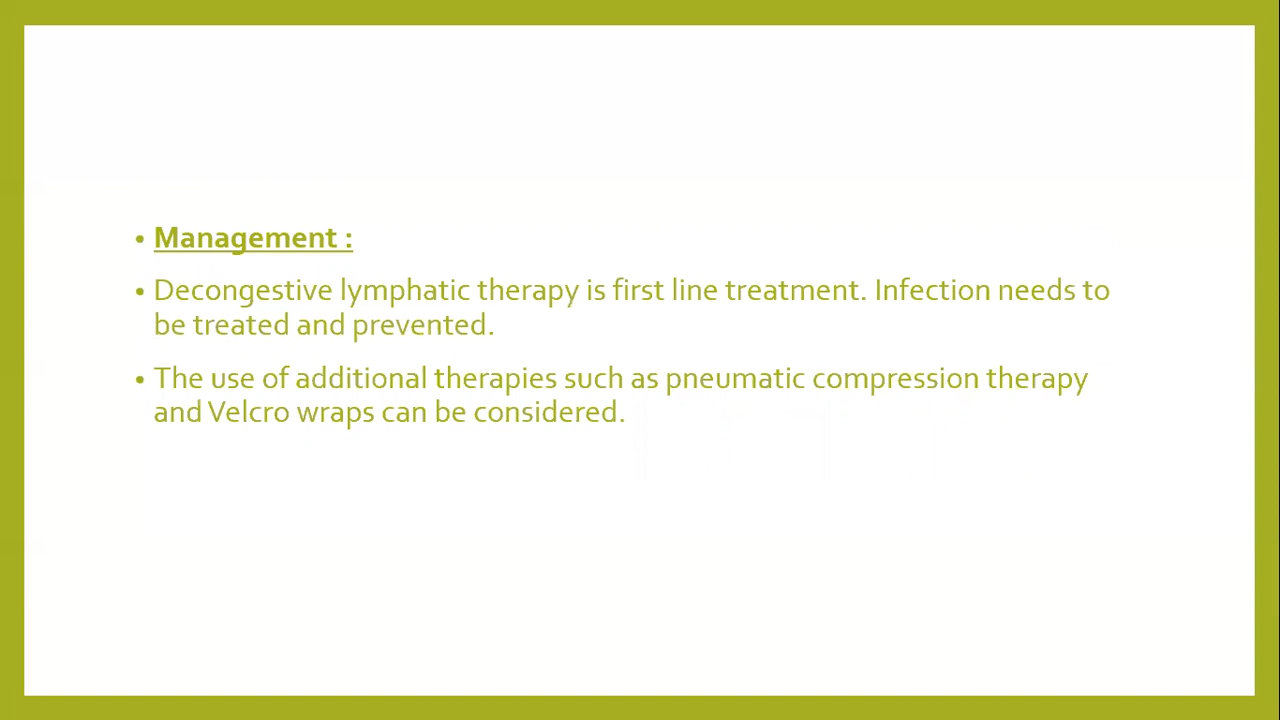 • Management :
• Decongestive lymphatic therapy is first line treatment. Infection needs to
be treated and prevented.
• The use of additional therapies such as pneumatic compression therapy
and Velcro wraps can be considered.